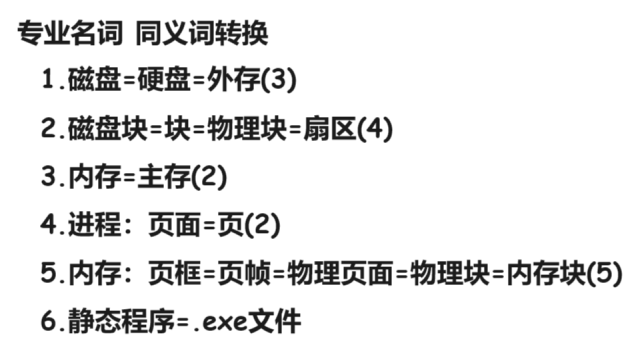 专业名词 同义词转换
1.磁盘=硬盘=外存(3)
2.磁盘块=块=物理块=扇区(4)
3.内存=主存(2)
4.进程：页面=页(2)
5.内存：页框=页帧=物理页面=物理块=内存块(5)
6.静态程序=.exe文件